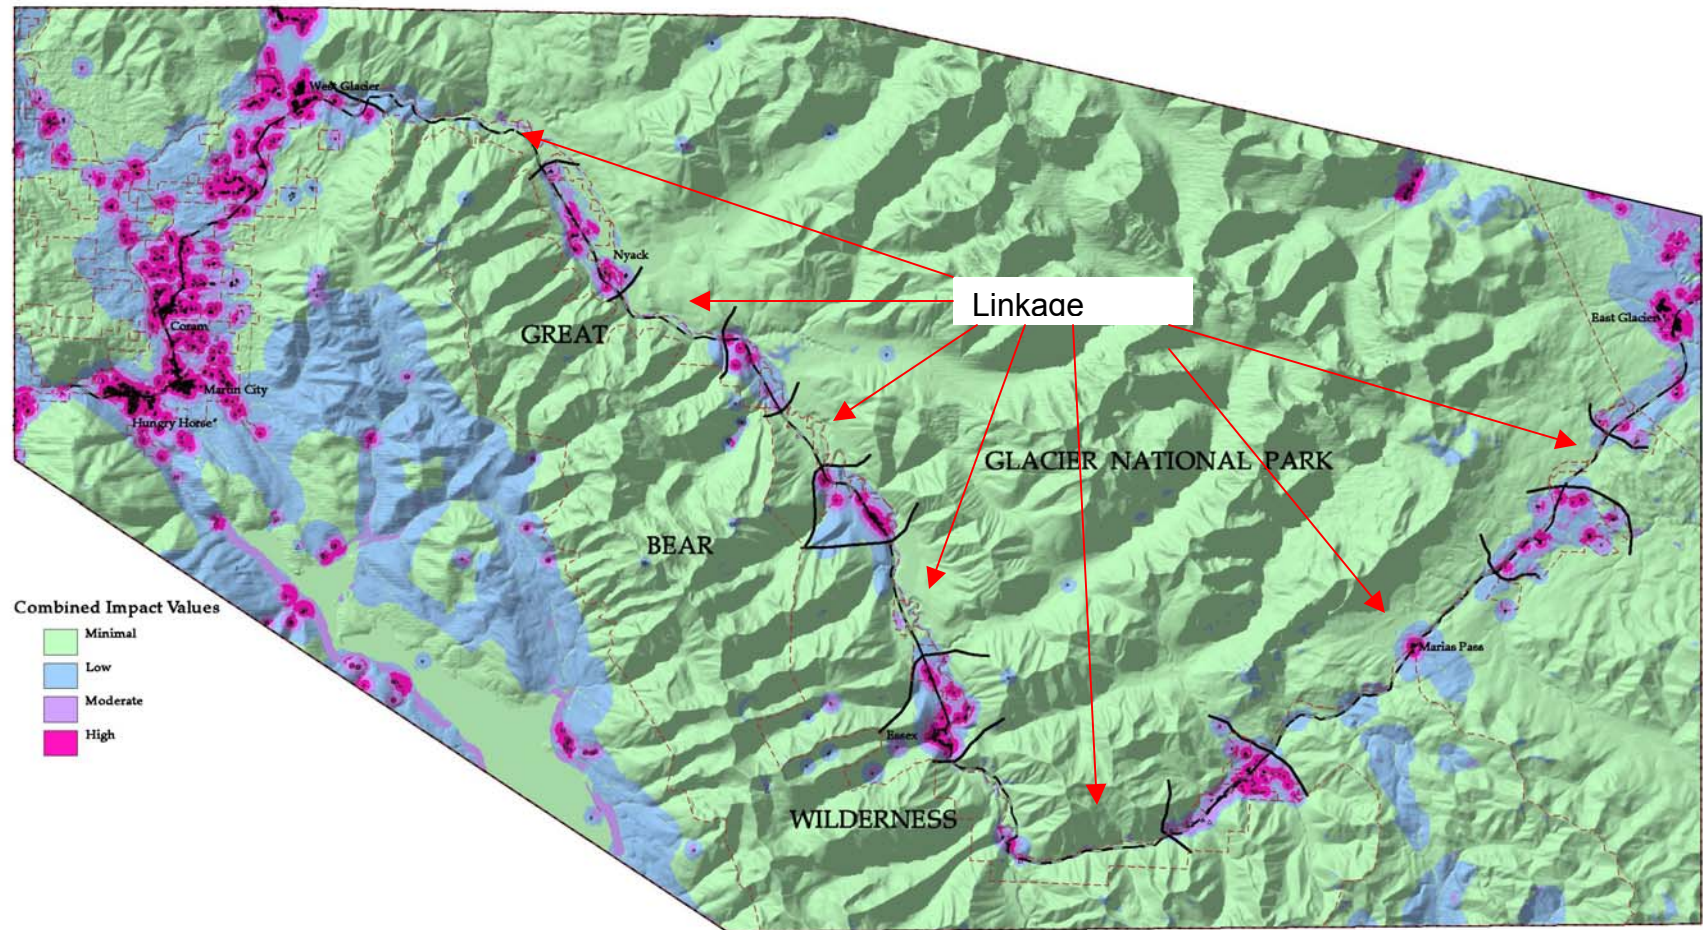 West Glacier
Nyack
Linkage
GREAT
East Glacier
Coram
Martin City
Hungry Horse
GLACIER NATIONAL PARK
BEAR
Combined Impact Values
Minimal
Low
Moderate
High
Marias Pass
Essex
WILDERNESS